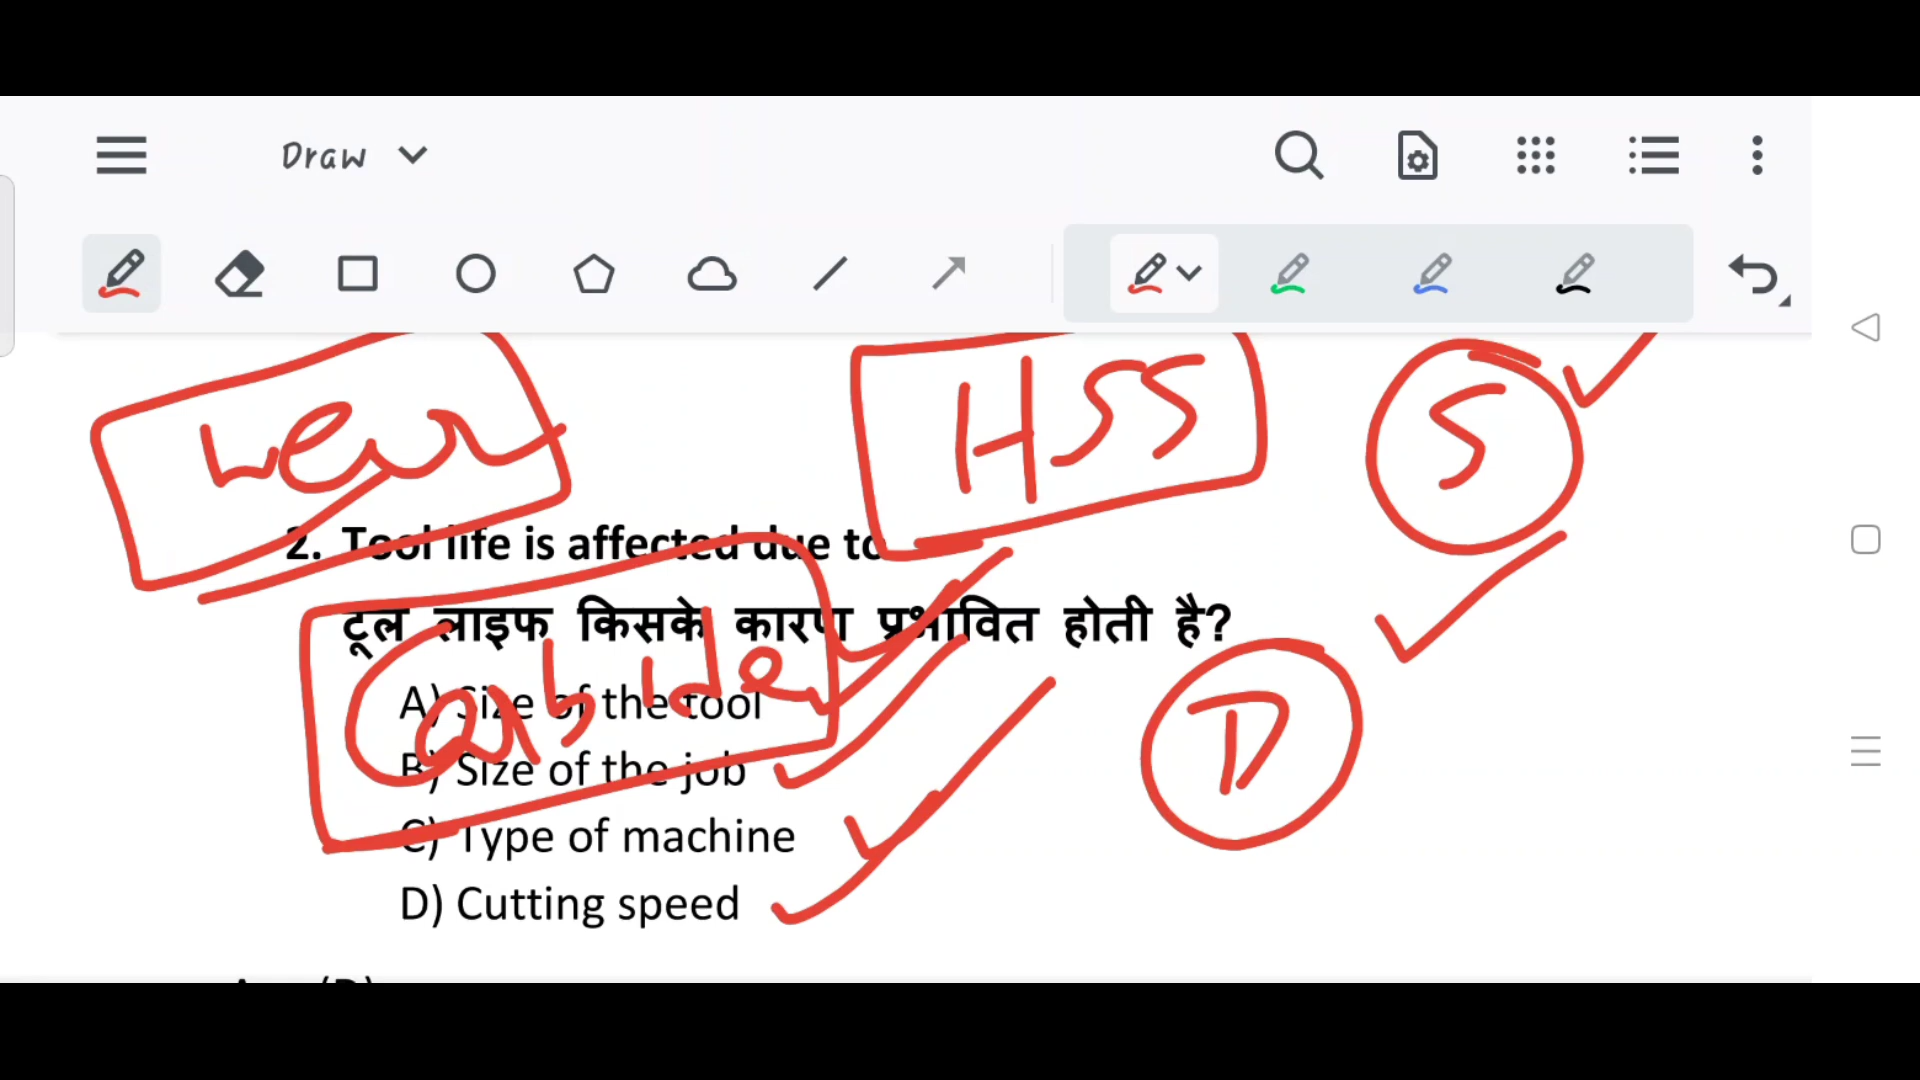 Draw
Wear HSS S
2. Tool life is affected due to
टूल लाइफ किसके कारण प्रभावित होती है?
Carbide
A) Size of the tool
B) Size of the job
D
C) Type of machine
D) Cutting speed